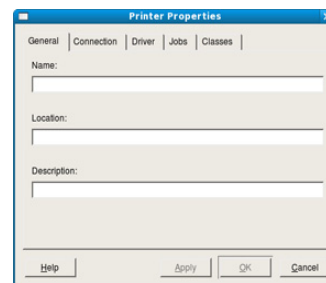 Printer Properties
General Connection Driver Jobs Classes
Name:
Location:
Description:
Help Apply OK Cancel